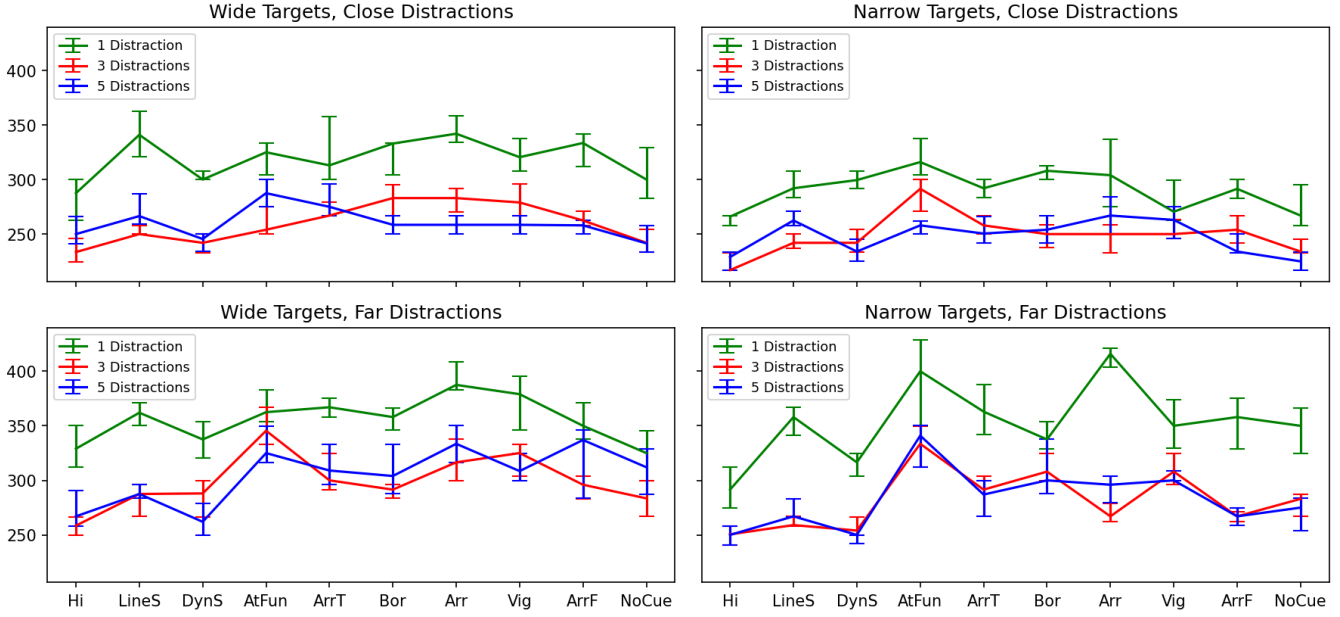 Wide Targets, Close Distractions
Narrow Targets, Close Distractions
400
350
300
250
1 Distraction
3 Distractions
5 Distractions
1 Distraction
3 Distractions
5 Distractions
Wide Targets, Far Distractions
Narrow Targets, Far Distractions
400
350
300
250
1 Distraction
3 Distractions
5 Distractions
1 Distraction
3 Distractions
5 Distractions
Hi LineS DynS AtFun ArrT Bor Arr Vig ArrF NoCue
Hi LineS DynS AtFun ArrT Bor Arr Vig ArrF NoCue